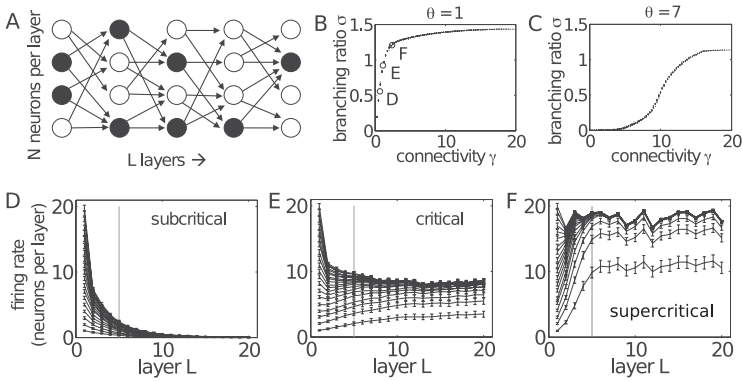 A
N neurons per layer
L layers →
B
θ = 1
branching ratio σ
1.5
1
0.5
0
F
E
D
0 10 20
connectivity γ
C
θ = 7
branching ratio σ
1.5
1
0.5
0
0 10 20
connectivity γ
D
subcritical
firing rate
(neurons per layer)
20
10
0
0 10 20
layer L
E
critical
20
10
0
0 10 20
layer L
F
supercritical
20
10
0
0 10 20
layer L